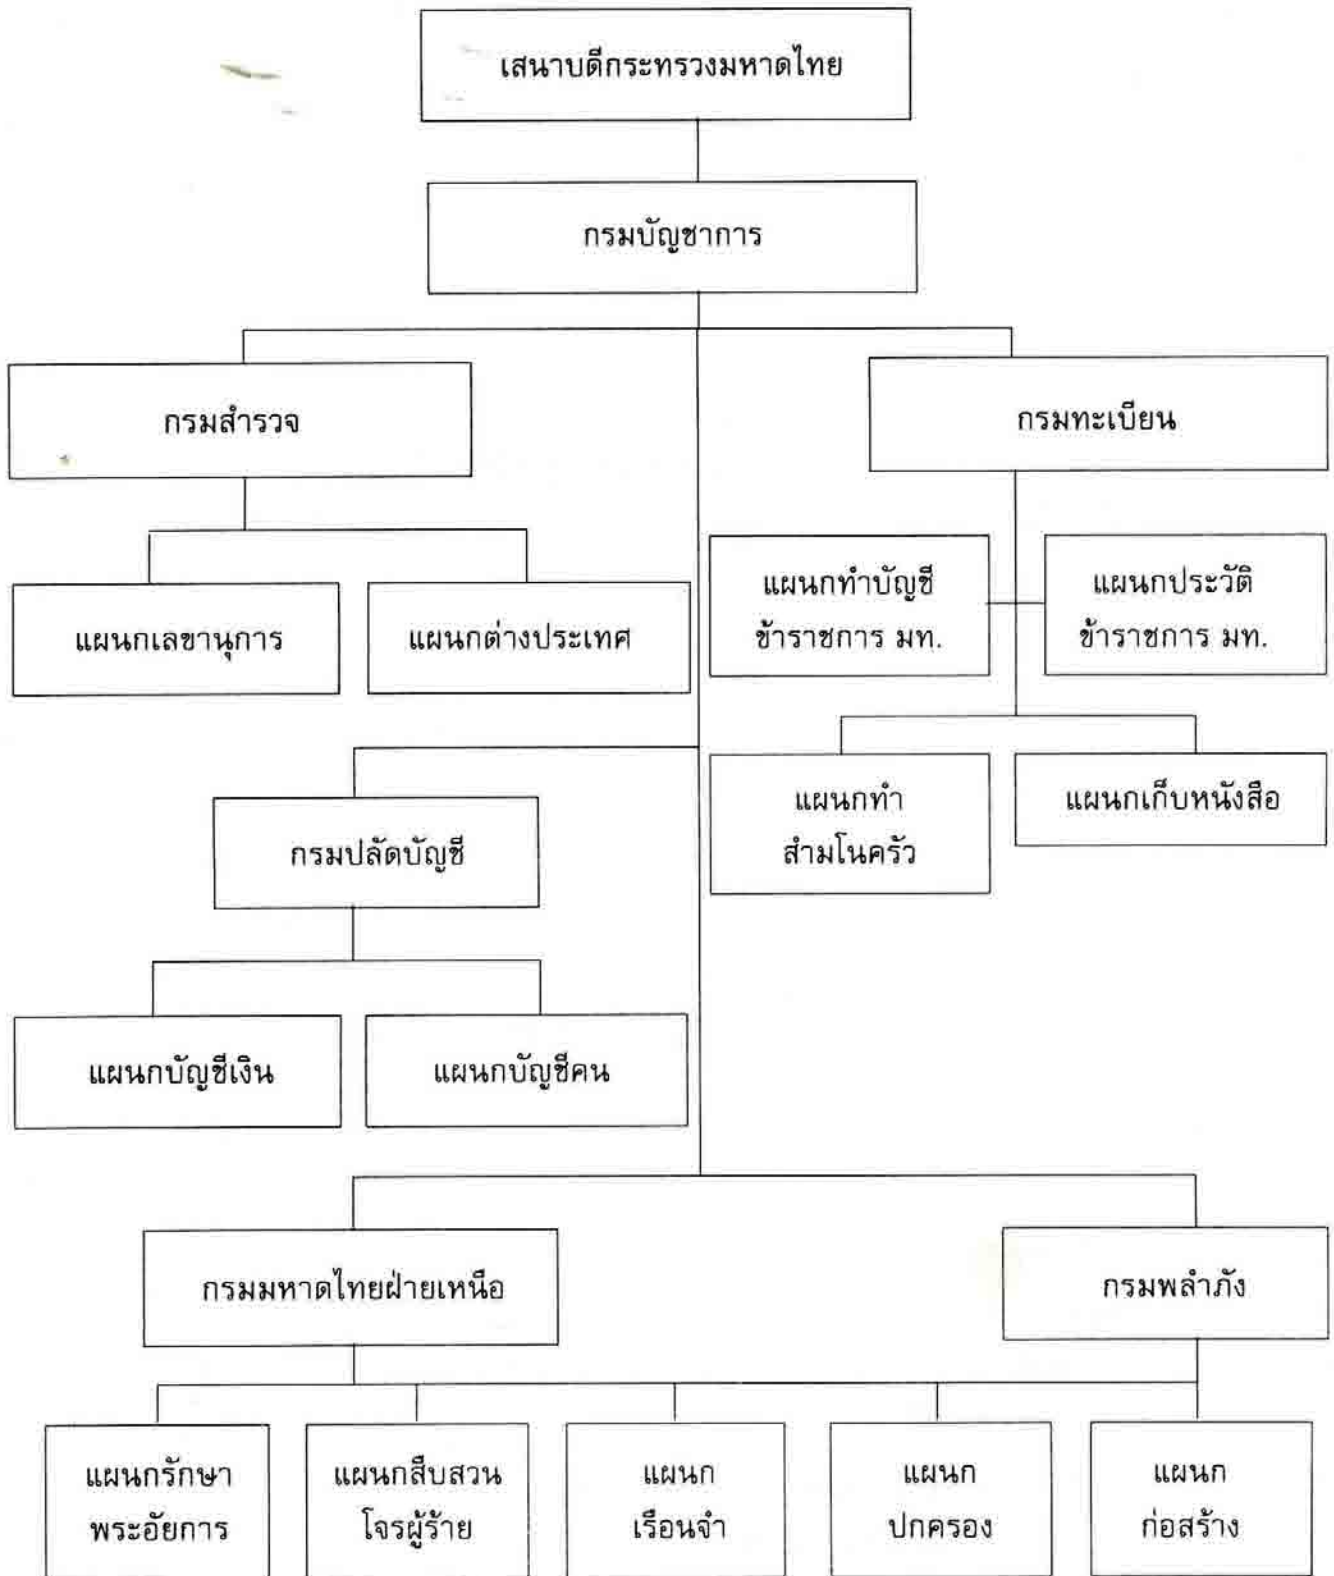 เสนาบดีกระทรวงมหาดไทย
กรมบัญชาการ
กรมสำรวจ
กรมทะเบียน
แผนกเลขานุการ
แผนกต่างประเทศ
แผนกทำบัญชี
ข้าราชการ มท.
แผนกประวัติ
ข้าราชการ มท.
แผนกทำ
สำมโนครัว
แผนกเก็บหนังสือ
กรมปลัดบัญชี
แผนกบัญชีเงิน
แผนกบัญชีคน
กรมมหาดไทยฝ่ายเหนือ
กรมพลำภัง
แผนกรักษา
พระอัยการ
แผนกสืบสวน
โจรผู้ร้าย
แผนก
เรือนจำ
แผนก
ปกครอง
แผนก
ก่อสร้าง